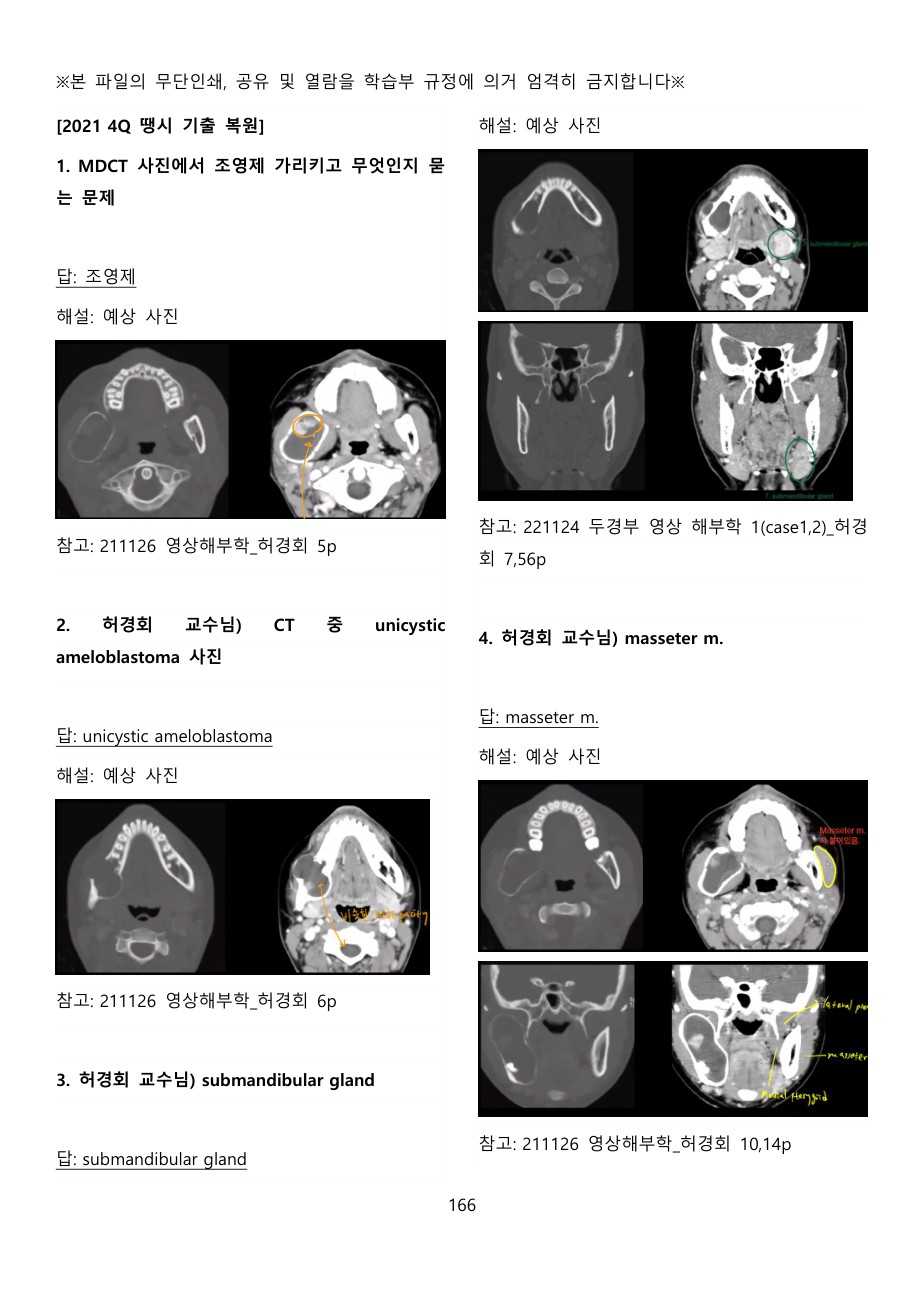 ※본 파일의 무단인쇄, 공유 및 열람을 학습부 규정에 의거 엄격히 금지합니다※
[2021 4Q 땡시 기출 복원]
1. MDCT 사진에서 조영제 가리키고 무엇인지 묻
는 문제
답: 조영제
해설: 예상 사진
참고: 211126 영상해부학_허경회 5p
2. 허경회 교수님) CT 중 unicystic
ameloblastoma 사진
답: unicystic ameloblastoma
해설: 예상 사진
참고: 211126 영상해부학_허경회 6p
3. 허경회 교수님) submandibular gland
답: submandibular gland
해설: 예상 사진
submandibular gland
submandibular gland
참고: 221124 두경부 영상 해부학 1(case1,2)_허경
회 7,56p
4. 허경회 교수님) masseter m.
답: masseter m.
해설: 예상 사진
Masseter m.
lateral
masseter
참고: 211126 영상해부학_허경회 10,14p
166